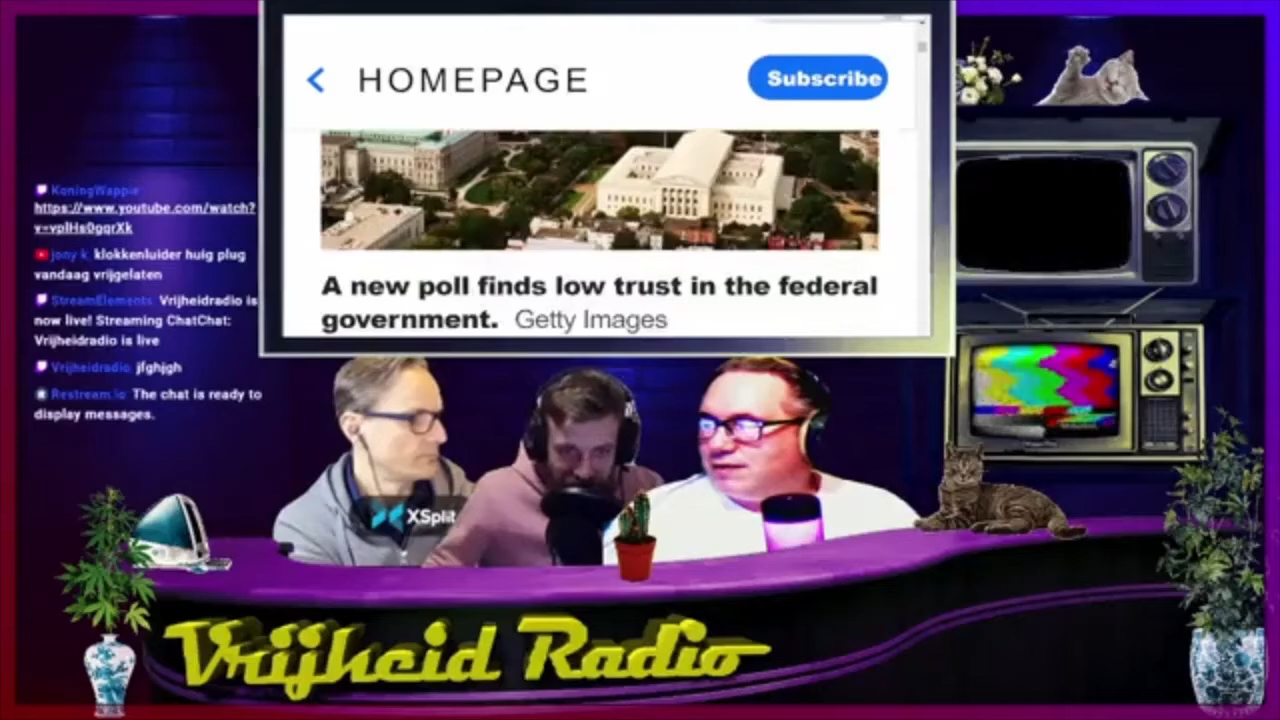 HOMEPAGE
Subscribe
A new poll finds low trust in the federal
government. Getty Images
KoningWappie
https://www.youtube.com/watch?
jony k klokkenluider huig plug
vandaag vrijgelaten
StreamElements Vrijheidradio is
now live! Streaming ChatChat:
Vrijheidradio is live
Vrijheidradio jfghjgh
Restream.io The chat is ready to
display messages.
XSplit
Vrijheid Radio